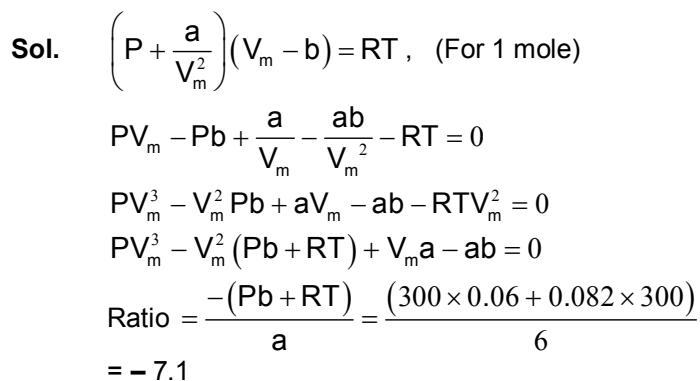 Sol. (P + a/V_m^2)(V_m − b) = RT , (For 1 mole)
PV_m − Pb + a/V_m − ab/V_m^2 − RT = 0
PV_m^3 − V_m^2 Pb + aV_m − ab − RTV_m^2 = 0
PV_m^3 − V_m^2 (Pb + RT) + V_m a − ab = 0
Ratio = −(Pb + RT)/a = (300 × 0.06 + 0.082 × 300)/6
= − 7.1